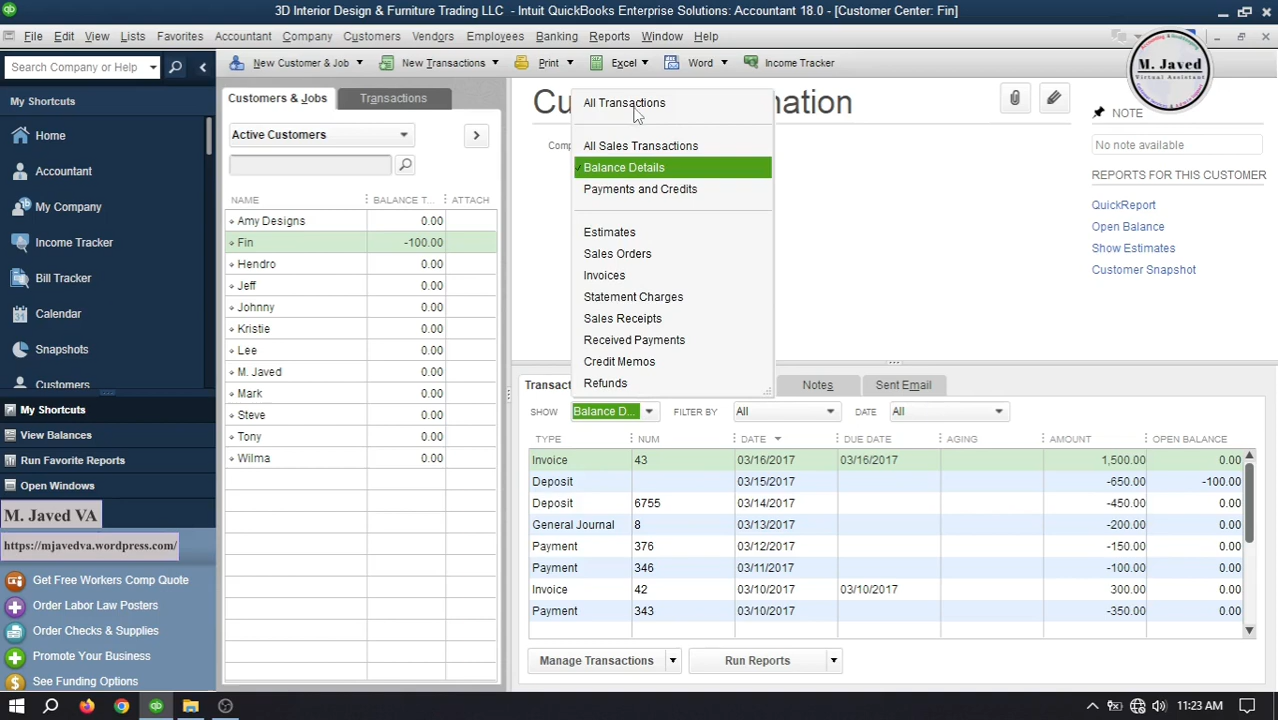 3D Interior Design & Furniture Trading LLC - Intuit QuickBooks Enterprise Solutions: Accountant 18.0 - [Customer Center: Fin]
File Edit View Lists Favorites Accountant Company Customers Vendors Employees Banking Reports Window Help
Search Company or Help
New Customer & Job New Transactions Print Excel Word Income Tracker
M. Javed
Virtual Assistant
My Shortcuts
Home
Accountant
My Company
Income Tracker
Bill Tracker
Calendar
Snapshots
Customers
My Shortcuts
View Balances
Run Favorite Reports
Open Windows
M. Javed VA
https://mjavedva.wordpress.com/
Get Free Workers Comp Quote
Order Labor Law Posters
Order Checks & Supplies
Promote Your Business
See Funding Options
Customers & Jobs Transactions
Active Customers
NAME BALANCE T... ATTACH
Amy Designs 0.00
Fin -100.00
Hendro 0.00
Jeff 0.00
Johnny 0.00
Kristie 0.00
Lee 0.00
M. Javed 0.00
Mark 0.00
Steve 0.00
Tony 0.00
Wilma 0.00
All Transactions
All Sales Transactions
Balance Details
Payments and Credits
Estimates
Sales Orders
Invoices
Statement Charges
Sales Receipts
Received Payments
Credit Memos
Refunds
NOTE
No note available
REPORTS FOR THIS CUSTOMER
QuickReport
Open Balance
Show Estimates
Customer Snapshot
Notes Sent Email
SHOW Balance D... FILTER BY All DATE All
TYPE NUM DATE DUE DATE AGING AMOUNT OPEN BALANCE
Invoice 43 03/16/2017 03/16/2017 1,500.00 0.00
Deposit 03/15/2017 -650.00 -100.00
Deposit 6755 03/14/2017 -450.00 0.00
General Journal 8 03/13/2017 -200.00 0.00
Payment 376 03/12/2017 -150.00 0.00
Payment 346 03/11/2017 -100.00 0.00
Invoice 42 03/10/2017 03/10/2017 300.00 0.00
Payment 343 03/10/2017 -350.00 0.00
Manage Transactions Run Reports
11:23 AM